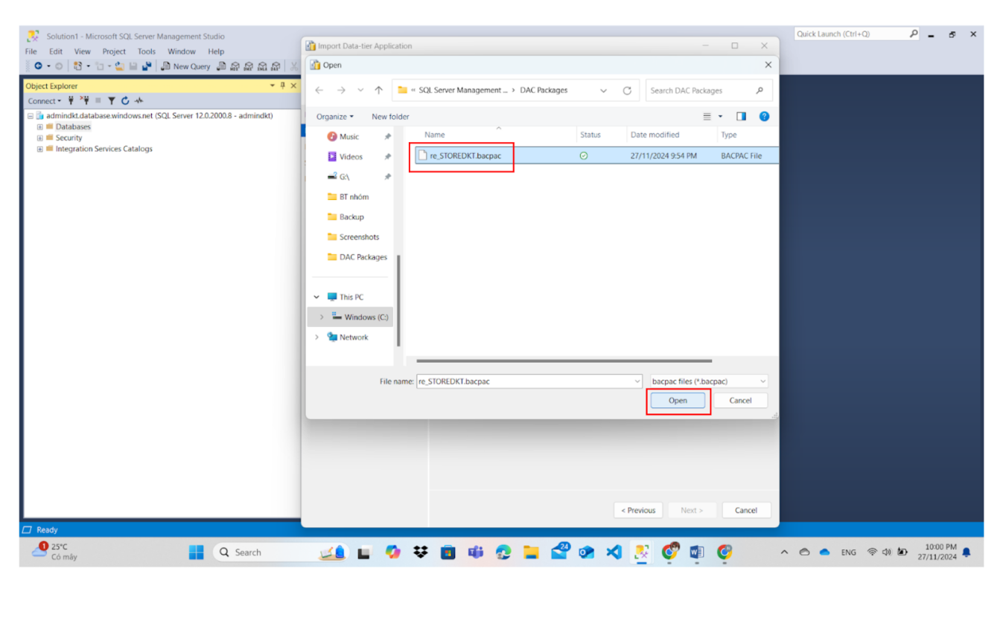 Solution1 - Microsoft SQL Server Management Studio
Quick Launch (Ctrl+Q)
File Edit View Project Tools Window Help
New Query
Object Explorer
Connect
admindkt.database.windows.net (SQL Server 12.0.2000.8 - admindkt)
Databases
Security
Integration Services Catalogs
Import Data-tier Application
Open
« SQL Server Management ... › DAC Packages
Search DAC Packages
Organize New folder
Name Status Date modified Type
re_STOREDKT.bacpac 27/11/2024 9:54 PM BACPAC File
Music
Videos
G:\
BT nhóm
Backup
Screenshots
DAC Packages
This PC
Windows (C:)
Network
File name: re_STOREDKT.bacpac bacpac files (*.bacpac)
Open Cancel
< Previous Next > Cancel
Ready
1 25°C
Có mây
Search
24
ENG
10:00 PM
27/11/2024